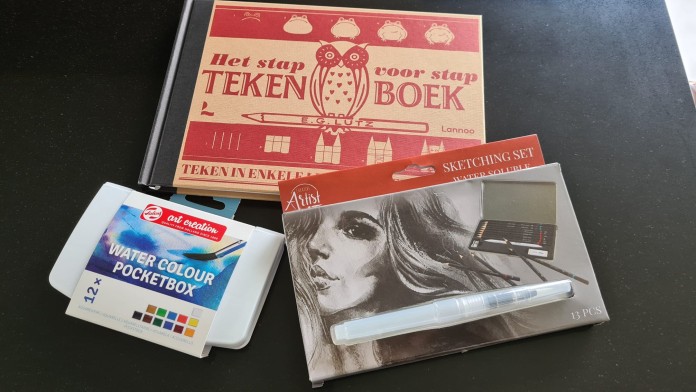 Het stap voor stap
TEKEN BOEK
E.G. LUTZ
Lannoo
TEKEN IN ENKELE
SKETCHING SET
WATER SOLUBLE
Artist
13 PCS
talens
art creation
WATER COLOUR
POCKETBOX
12x